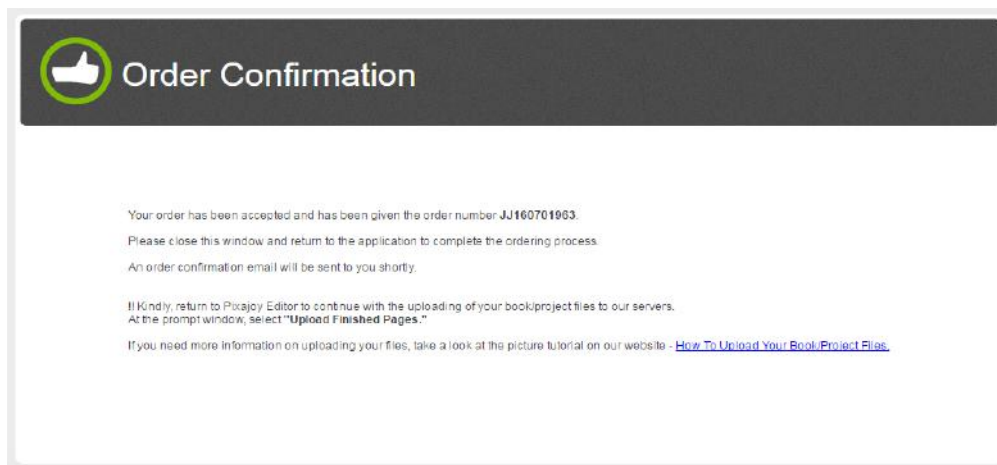 Order Confirmation
Your order has been accepted and has been given the order number JJ160701963.
Please close this window and return to the application to complete the ordering process.
An order confirmation email will be sent to you shortly.
!! Kindly, return to Pixajoy Editor to continue with the uploading of your book/project files to our servers.
At the prompt window, select "Upload Finished Pages."
If you need more information on uploading your files, take a look at the picture tutorial on our website - How To Upload Your Book/Project Files.